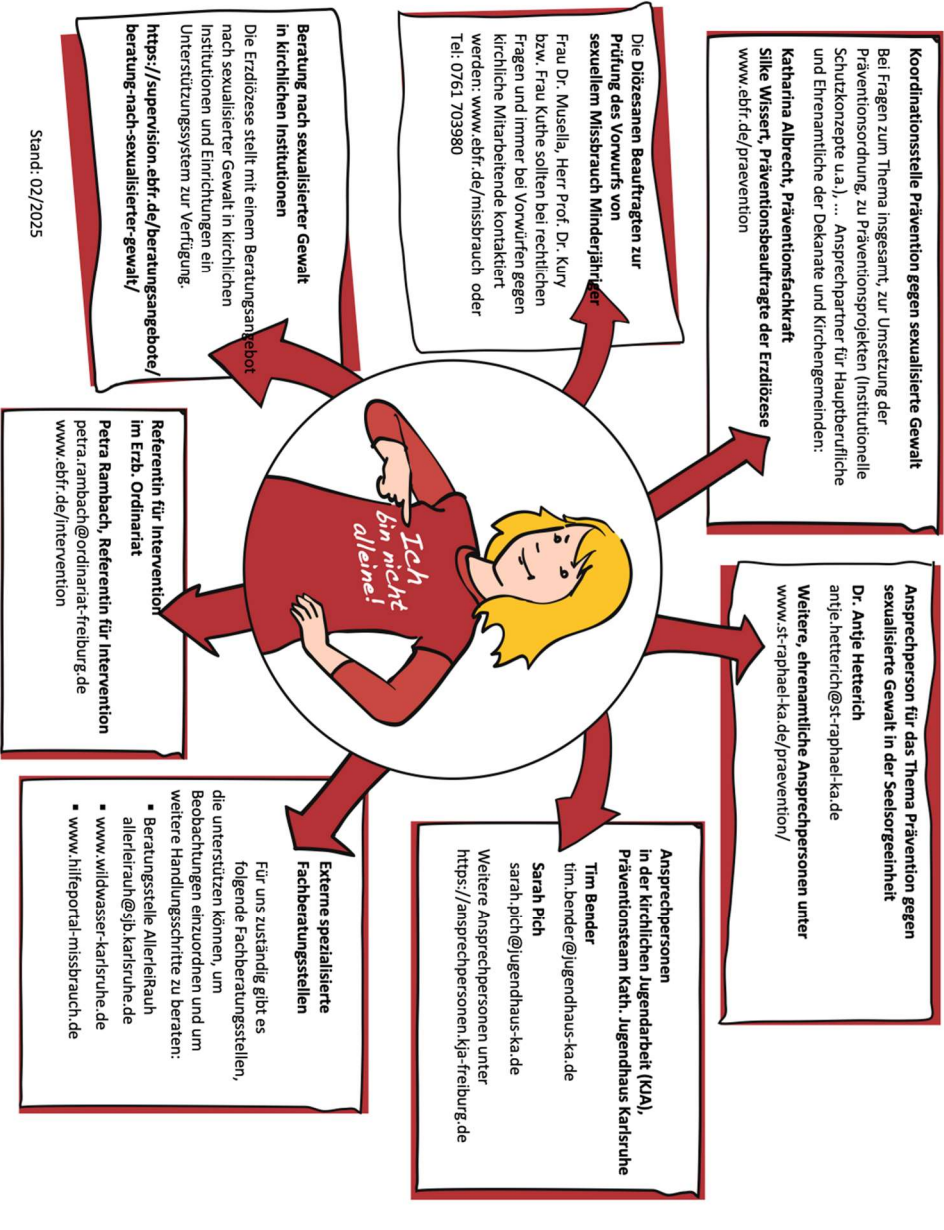 Koordinationsstelle Prävention gegen sexualisierte Gewalt
Bei Fragen zum Thema insgesamt, zur Umsetzung der
Präventionsordnung, zu Präventionsprojekten (Institutionelle
Schutzkonzepte u.a.), ... Ansprechpartner für Hauptberufliche
und Ehrenamtliche der Dekanate und Kirchengemeinden:
Katharina Albrecht, Präventionsfachkraft
Silke Wissert, Präventionsbeauftragte der Erzdiözese
www.ebfr.de/praevention
Ansprechperson für das Thema Prävention gegen
sexualisierte Gewalt in der Seelsorgeeinheit
Dr. Antje Hetterich
antje.hetterich@st-raphael-ka.de
Weitere, ehrenamtliche Ansprechpersonen unter
www.st-raphael-ka.de/praevention/
Die Diözesanen Beauftragten zur
Prüfung des Vorwurfs von
sexuellem Missbrauch Minderjähriger
Frau Dr. Musella, Herr Prof. Dr. Kury
bzw. Frau Kuthe sollten bei rechtlichen
Fragen und immer bei Vorwürfen gegen
kirchliche Mitarbeitende kontaktiert
werden: www.ebfr.de/missbrauch oder
Tel: 0761 703980
Ich
bin nicht
alleine!
Ansprechpersonen
in der kirchlichen Jugendarbeit (KJA),
Präventionsteam Kath. Jugendhaus Karlsruhe
Tim Bender
tim.bender@jugendhaus-ka.de
Sarah Pich
sarah.pich@jugendhaus-ka.de
Weitere Ansprechpersonen unter
https://ansprechpersonen.kja-freiburg.de
Beratung nach sexualisierter Gewalt
in kirchlichen Institutionen
Die Erzdiözese stellt mit einem Beratungsangebot
nach sexualisierter Gewalt in kirchlichen
Institutionen und Einrichtungen ein
Unterstützungssystem zur Verfügung.
https://supervision.ebfr.de/beratungsangebote/
beratung-nach-sexualisierter-gewalt/
Referentin für Intervention
im Erzb. Ordinariat
Petra Rambach, Referentin für Intervention
petra.rambach@ordinariat-freiburg.de
www.ebfr.de/intervention
Externe spezialisierte
Fachberatungsstellen
Für uns zuständig gibt es
folgende Fachberatungsstellen,
die unterstützen können, um
Beobachtungen einzuordnen und um
weitere Handlungsschritte zu beraten:
▪ Beratungsstelle AllerleiRauh
allerleirauh@sjb.karlsruhe.de
▪ www.wildwasser-karlsruhe.de
▪ www.hilfeportal-missbrauch.de
Stand: 02/2025